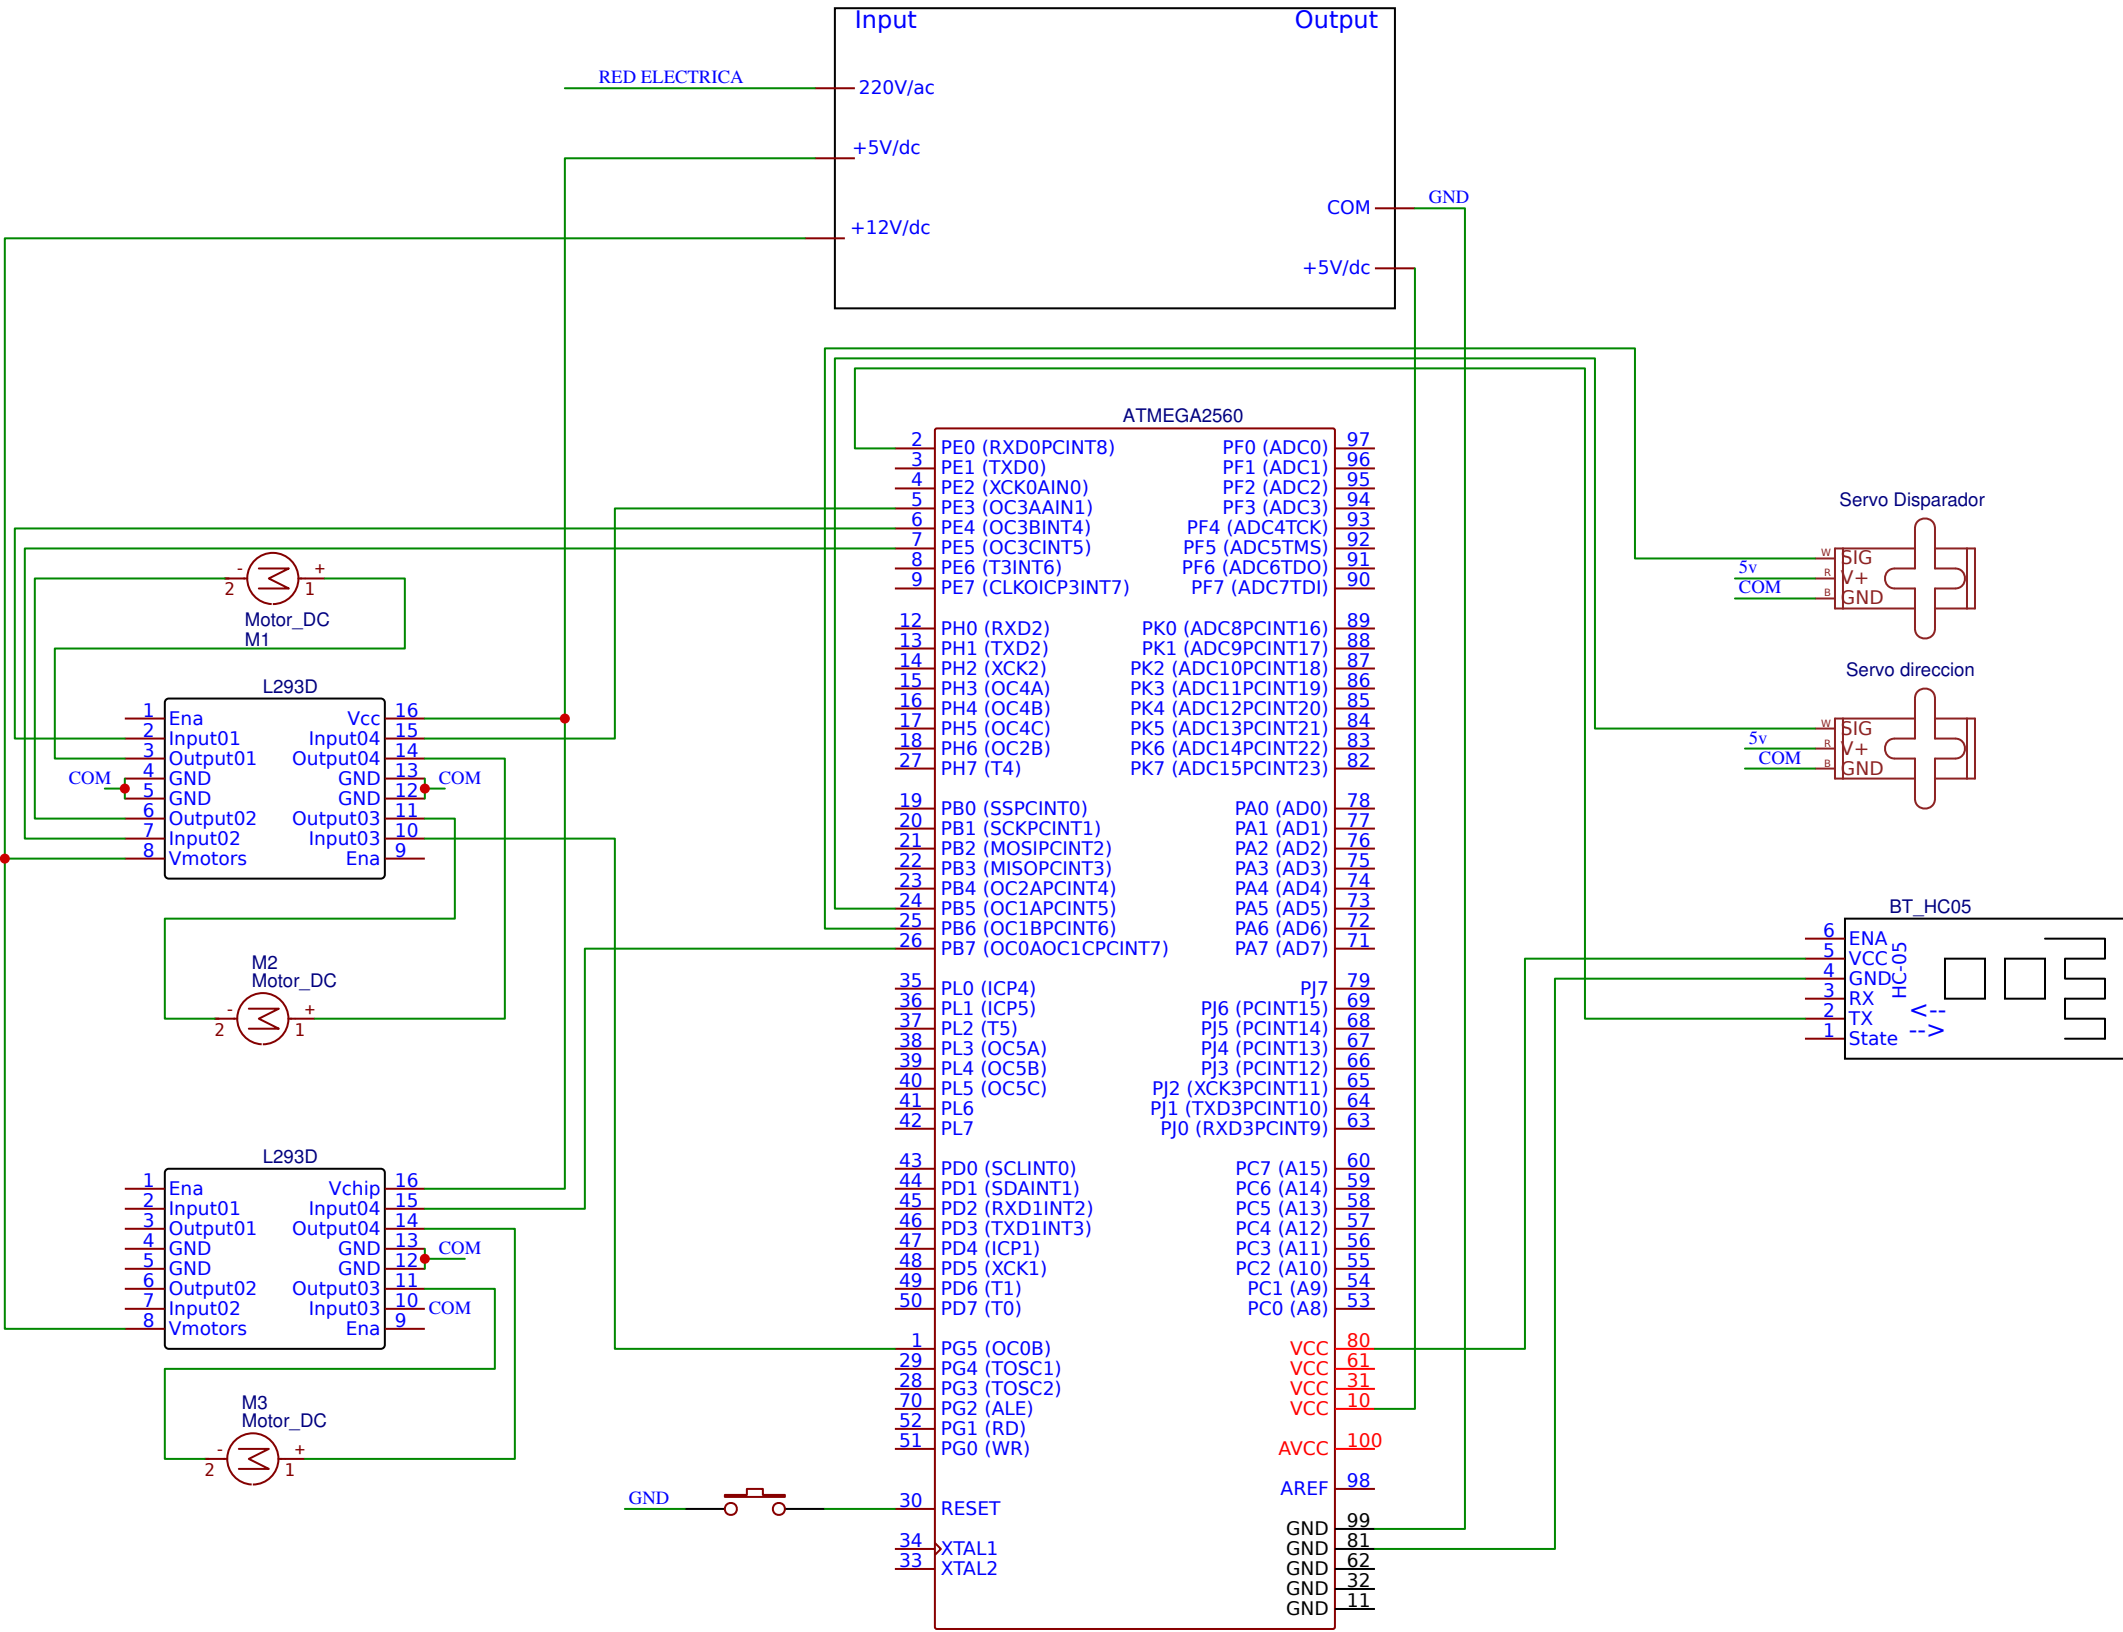 Input Output
RED ELECTRICA
220V/ac
+5V/dc
+12V/dc
COM GND
+5V/dc
ATMEGA2560
2 PE0 (RXD0PCINT8) PF0 (ADC0) 97
3 PE1 (TXD0) PF1 (ADC1) 96
4 PE2 (XCK0AIN0) PF2 (ADC2) 95
5 PE3 (OC3AAIN1) PF3 (ADC3) 94
6 PE4 (OC3BINT4) PF4 (ADC4TCK) 93
7 PE5 (OC3CINT5) PF5 (ADC5TMS) 92
8 PE6 (T3INT6) PF6 (ADC6TDO) 91
9 PE7 (CLKOICP3INT7) PF7 (ADC7TDI) 90
12 PH0 (RXD2) PK0 (ADC8PCINT16) 89
13 PH1 (TXD2) PK1 (ADC9PCINT17) 88
14 PH2 (XCK2) PK2 (ADC10PCINT18) 87
15 PH3 (OC4A) PK3 (ADC11PCINT19) 86
16 PH4 (OC4B) PK4 (ADC12PCINT20) 85
17 PH5 (OC4C) PK5 (ADC13PCINT21) 84
18 PH6 (OC2B) PK6 (ADC14PCINT22) 83
27 PH7 (T4) PK7 (ADC15PCINT23) 82
19 PB0 (SSPCINT0) PA0 (AD0) 78
20 PB1 (SCKPCINT1) PA1 (AD1) 77
21 PB2 (MOSIPCINT2) PA2 (AD2) 76
22 PB3 (MISOPCINT3) PA3 (AD3) 75
23 PB4 (OC2APCINT4) PA4 (AD4) 74
24 PB5 (OC1APCINT5) PA5 (AD5) 73
25 PB6 (OC1BPCINT6) PA6 (AD6) 72
26 PB7 (OC0AOC1CPCINT7) PA7 (AD7) 71
35 PL0 (ICP4) PJ7 79
36 PL1 (ICP5) PJ6 (PCINT15) 69
37 PL2 (T5) PJ5 (PCINT14) 68
38 PL3 (OC5A) PJ4 (PCINT13) 67
39 PL4 (OC5B) PJ3 (PCINT12) 66
40 PL5 (OC5C) PJ2 (XCK3PCINT11) 65
41 PL6 PJ1 (TXD3PCINT10) 64
42 PL7 PJ0 (RXD3PCINT9) 63
43 PD0 (SCLINT0) PC7 (A15) 60
44 PD1 (SDAINT1) PC6 (A14) 59
45 PD2 (RXD1INT2) PC5 (A13) 58
46 PD3 (TXD1INT3) PC4 (A12) 57
47 PD4 (ICP1) PC3 (A11) 56
48 PD5 (XCK1) PC2 (A10) 55
49 PD6 (T1) PC1 (A9) 54
50 PD7 (T0) PC0 (A8) 53
1 PG5 (OC0B) VCC 80
29 PG4 (TOSC1) VCC 61
28 PG3 (TOSC2) VCC 31
70 PG2 (ALE) VCC 10
52 PG1 (RD)
51 PG0 (WR) AVCC 100
AREF 98
GND 30 RESET
GND 99
34 XTAL1 GND 81
33 XTAL2 GND 62
GND 32
GND 11
- +
2 1
Motor_DC
M1
L293D
1 Ena Vcc 16
2 Input01 Input04 15
3 Output01 Output04 14
COM 4 GND GND 13 COM
5 GND GND 12
6 Output02 Output03 11
7 Input02 Input03 10
8 Vmotors Ena 9
M2
Motor_DC
- +
2 1
L293D
1 Ena Vchip 16
2 Input01 Input04 15
3 Output01 Output04 14
4 GND GND 13 COM
5 GND GND 12
6 Output02 Output03 11
7 Input02 Input03 10 COM
8 Vmotors Ena 9
M3
Motor_DC
- +
2 1
Servo Disparador
W SIG
5v R V+
COM B GND
Servo direccion
W SIG
5v R V+
COM B GND
BT_HC05
6 ENA
5 VCC
4 GND
3 RX
2 TX
1 State
HC-05
<--
-->